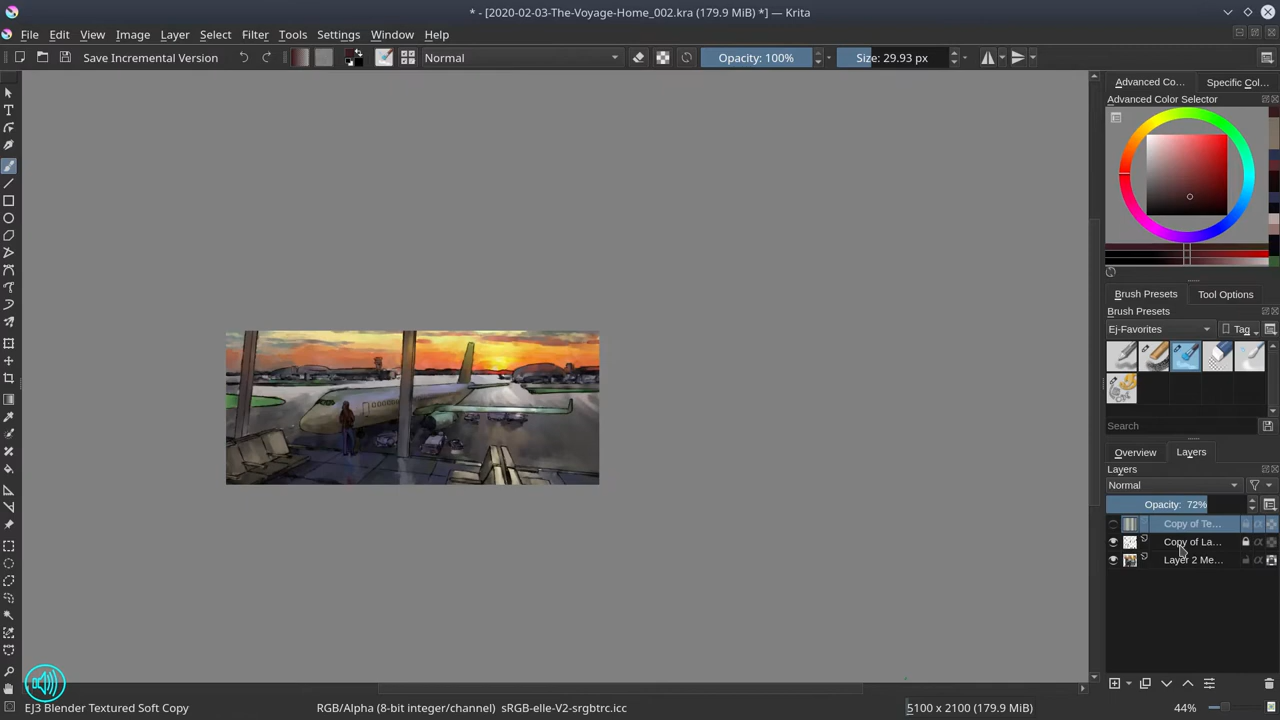 * - [2020-02-03-The-Voyage-Home_002.kra (179.9 MiB) *] — Krita
File Edit View Image Layer Select Filter Tools Settings Window Help
Save Incremental Version Normal Opacity: 100% Size: 29.93 px
Advanced Co... Specific Col...
Advanced Color Selector
Brush Presets Tool Options
Brush Presets
Ej-Favorites Tag
Search
Overview Layers
Layers
Normal
Opacity: 72%
Copy of Te...
Copy of La...
Layer 2 Me...
EJ3 Blender Textured Soft Copy RGB/Alpha (8-bit integer/channel) sRGB-elle-V2-srgbtrc.icc 5100 x 2100 (179.9 MiB) 44%